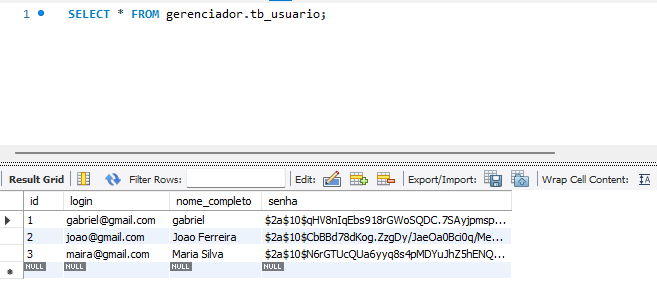 1 SELECT * FROM gerenciador.tb_usuario;
Result Grid Filter Rows: Edit: Export/Import: Wrap Cell Content:
id login nome_completo senha
1 gabriel@gmail.com gabriel $2a$10$qHV8nIqEbs918rGWoSQDC.7SAyjpmsp...
2 joao@gmail.com Joao Ferreira $2a$10$CbBBd78dKog.ZzgDy/JaeOa0Bci0q/Me...
3 maira@gmail.com Maria Silva $2a$10$N6rGTUcQUa6yyq8s4pMDYuJhZ5hENQ...
NULL NULL NULL NULL